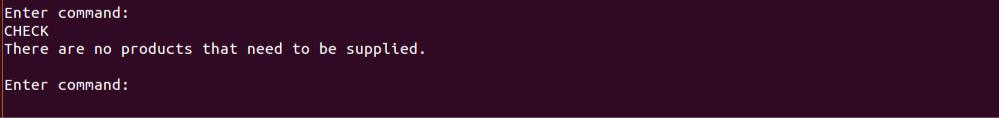 Enter command:
CHECK
There are no products that need to be supplied.
Enter command: